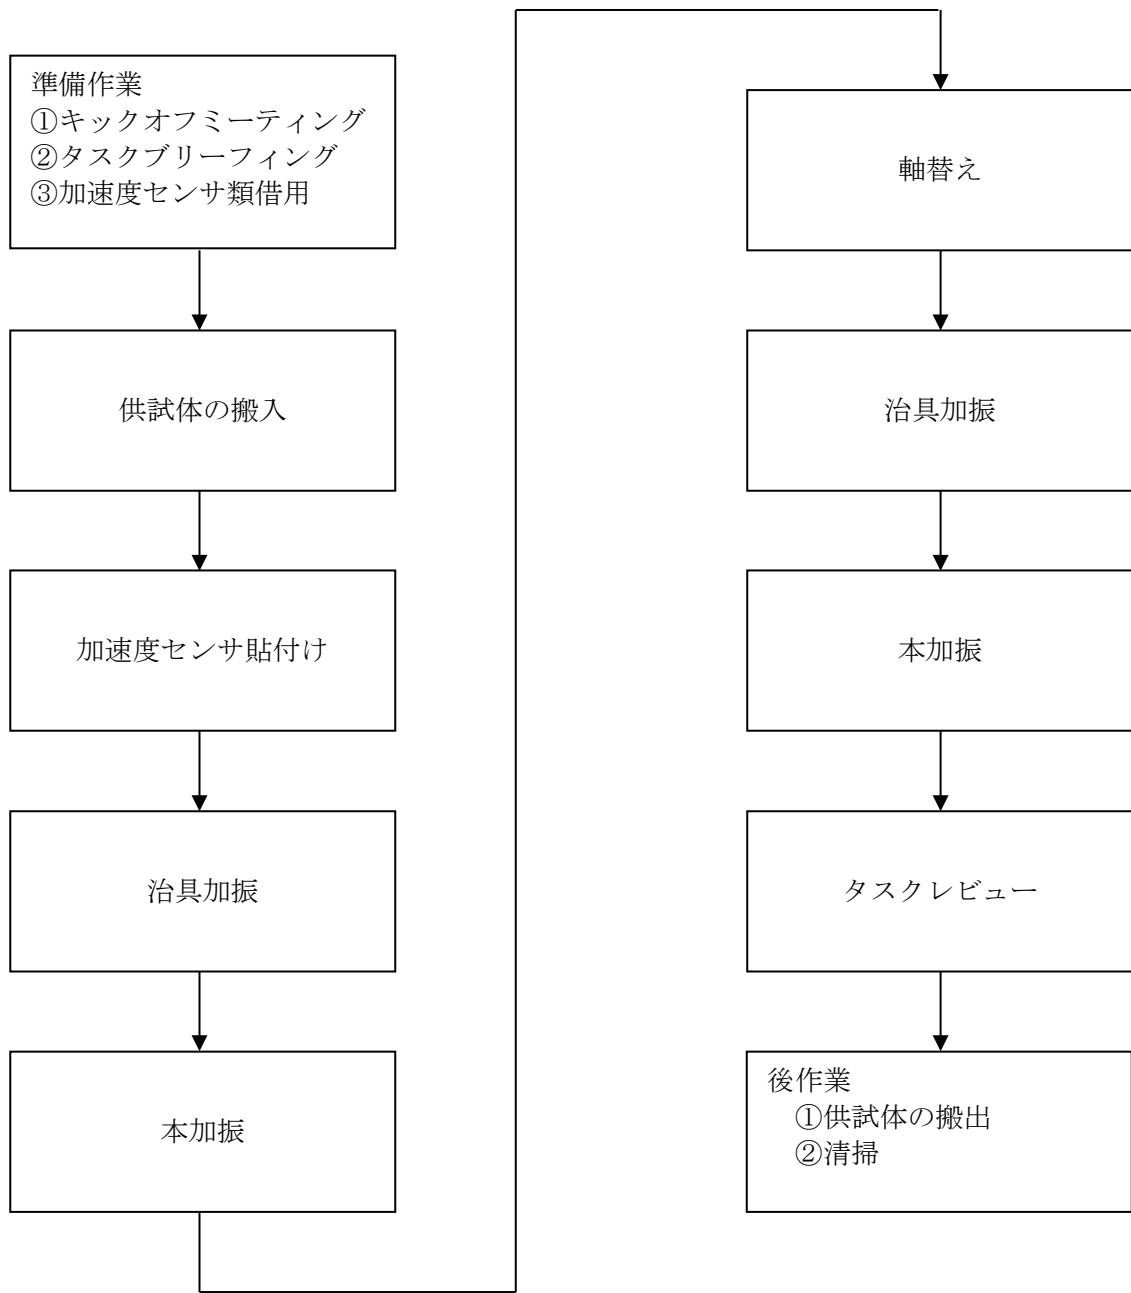 準備作業
①キックオフミーティング
②タスクブリーフィング
③加速度センサ類借用
供試体の搬入
加速度センサ貼付け
治具加振
本加振
軸替え
治具加振
本加振
タスクレビュー
後作業
①供試体の搬出
②清掃